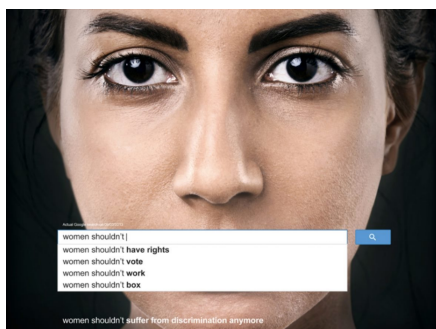 women shouldn't
women shouldn't have rights
women shouldn't vote
women shouldn't work
women shouldn't box
women shouldn't suffer from discrimination anymore